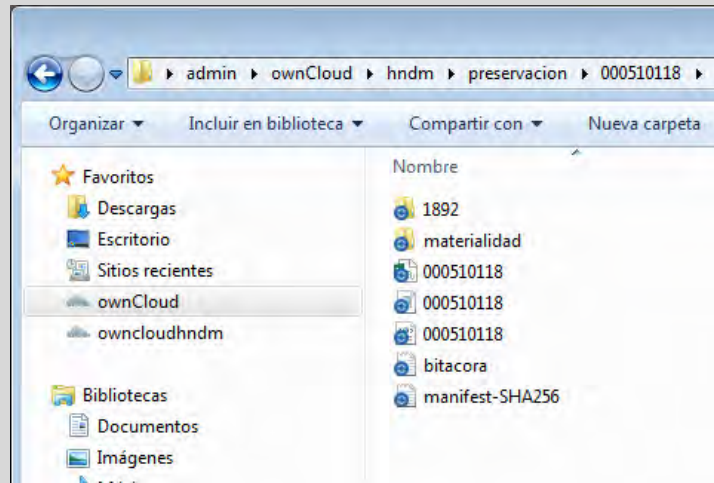 admin ownCloud hndm preservacion 000510118
Organizar Incluir en biblioteca Compartir con Nueva carpeta
Favoritos
Descargas
Escritorio
Sitios recientes
ownCloud
owncloudhndm
Bibliotecas
Documentos
Imágenes
Nombre
1892
materialidad
000510118
000510118
000510118
bitacora
manifest-SHA256